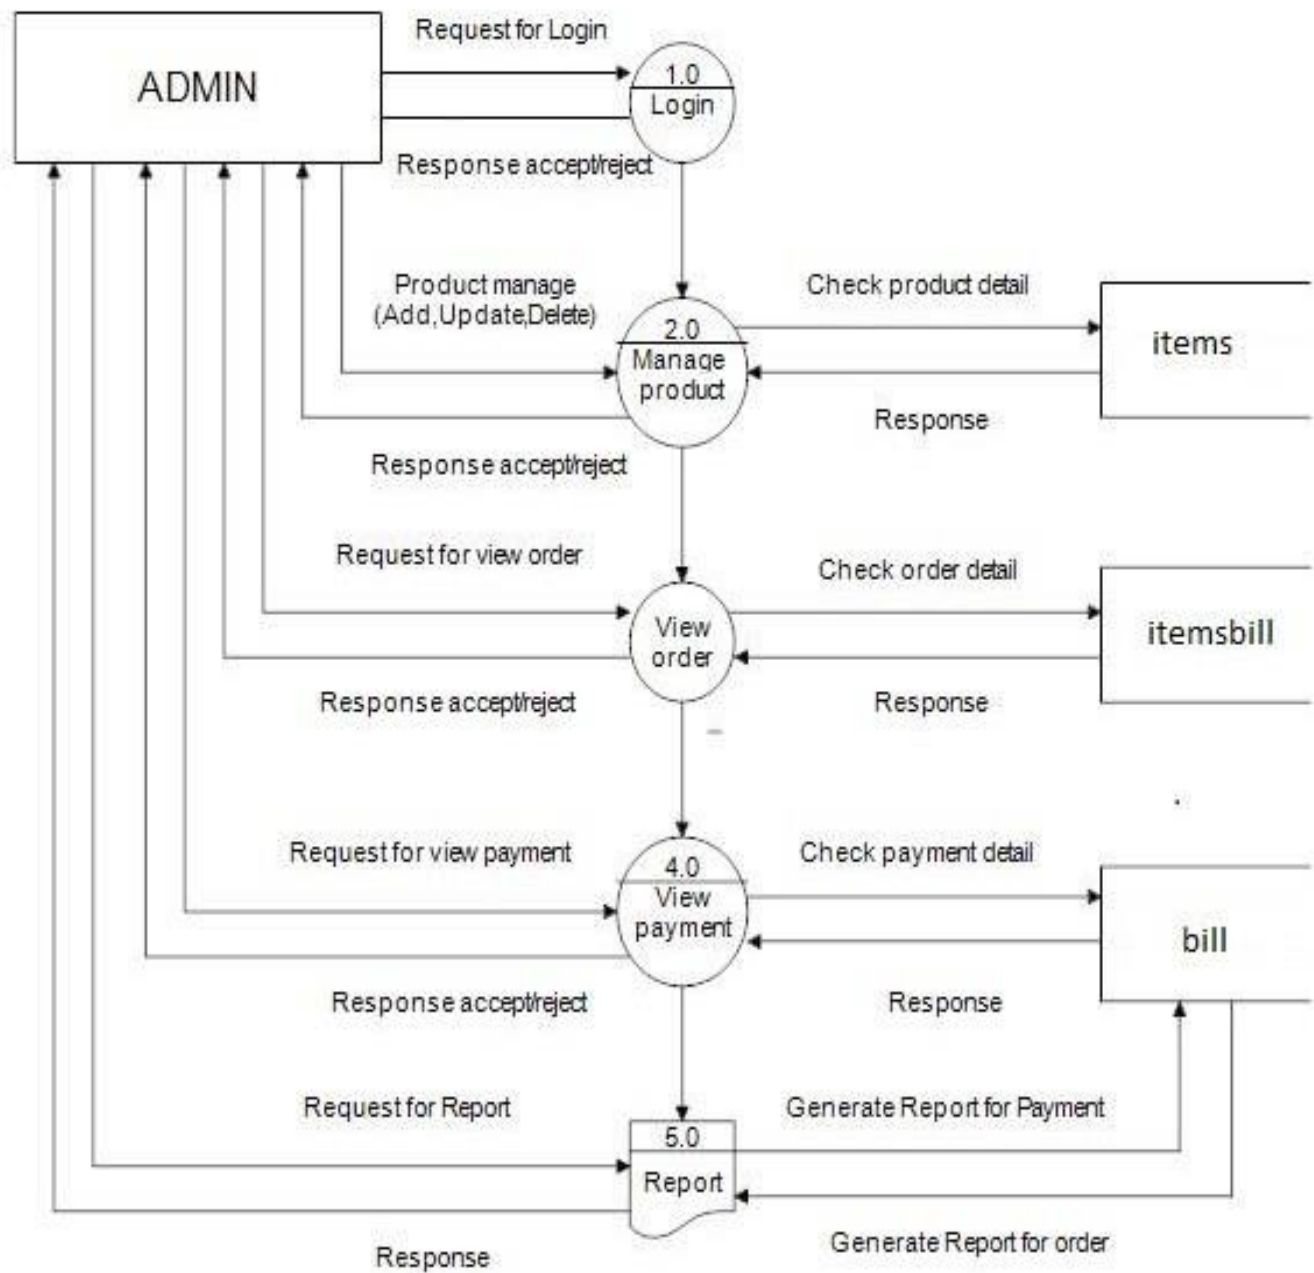 Request for Login
ADMIN
1.0
Login
Response accept/reject
Product manage
(Add,Update,Delete)
Check product detail
2.0
Manage
product
items
Response
Response accept/reject
Request for view order
Check order detail
View
order
itemsbill
Response accept/reject
Response
Request for view payment
Check payment detail
4.0
View
payment
bill
Response accept/reject
Response
Request for Report
Generate Report for Payment
5.0
Report
Generate Report for order
Response